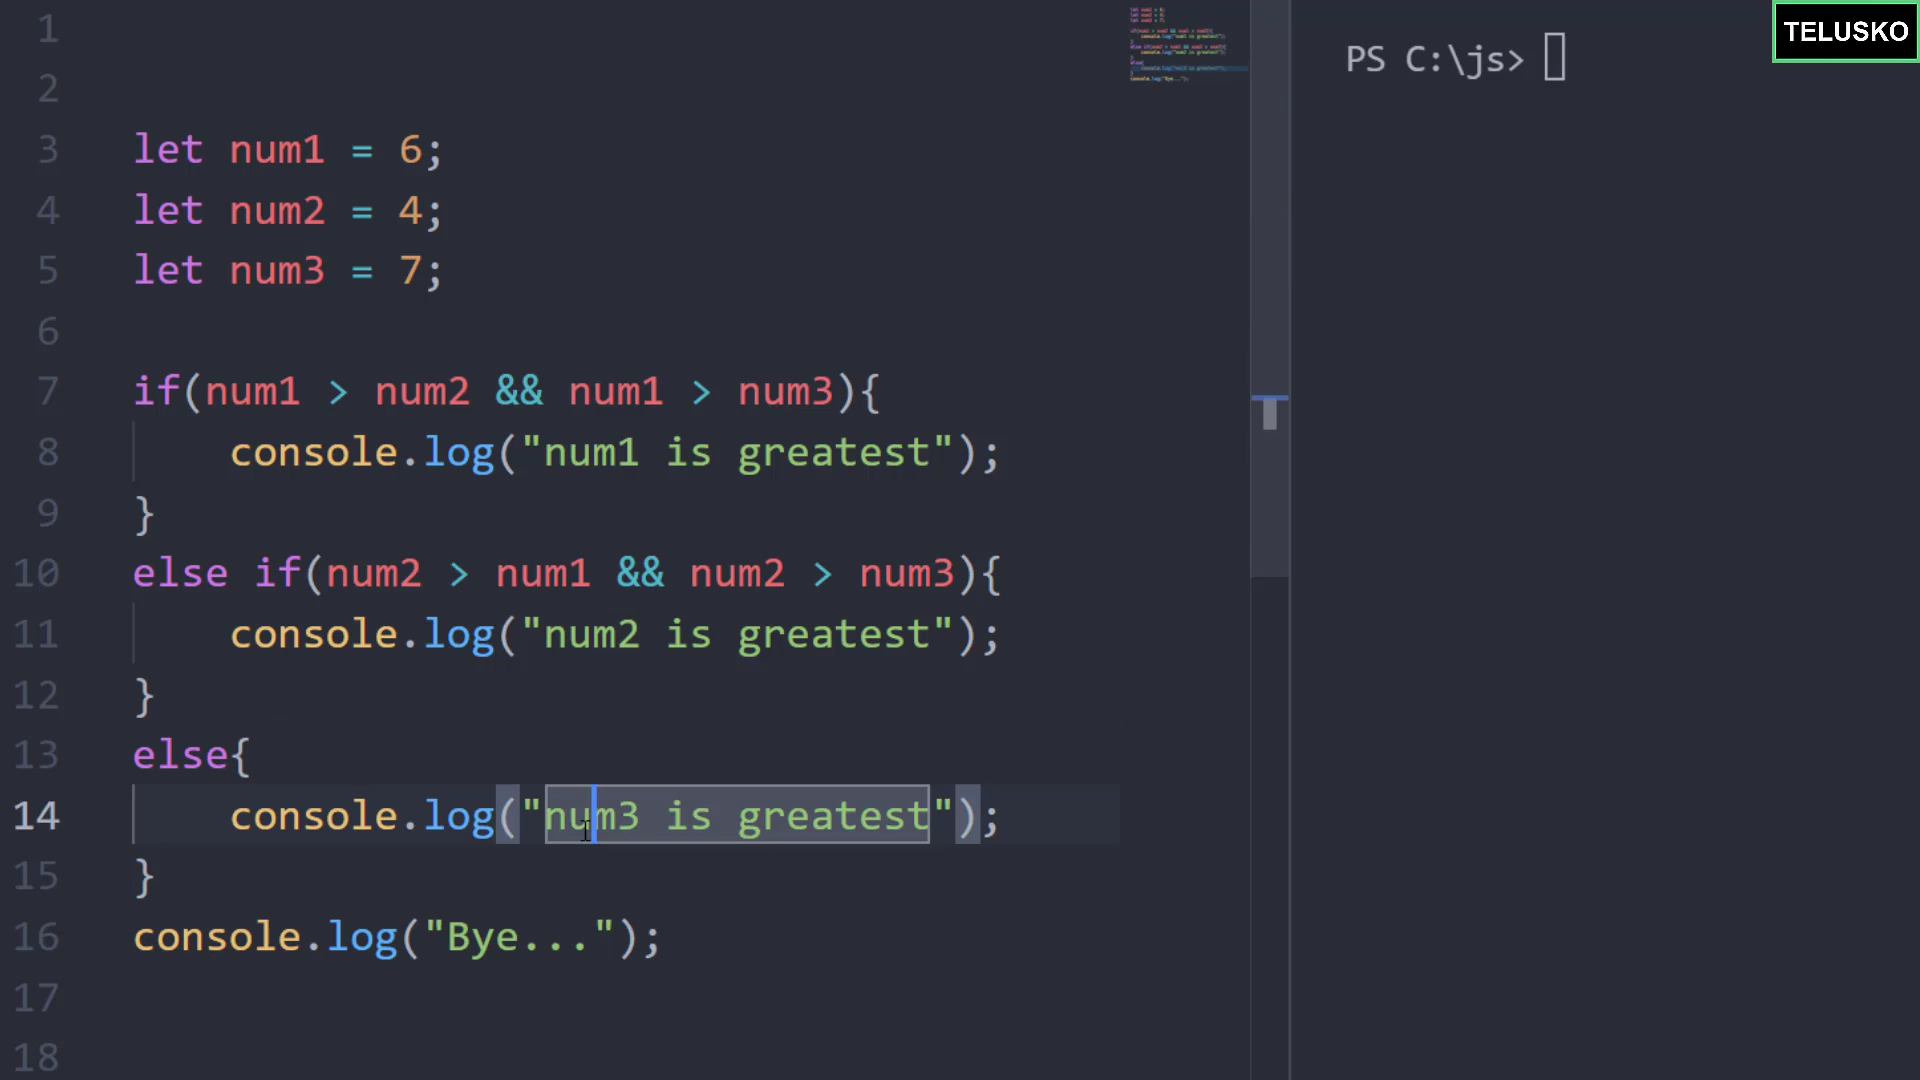 1
2
3 let num1 = 6;
4 let num2 = 4;
5 let num3 = 7;
6
7 if(num1 > num2 && num1 > num3){
8 console.log("num1 is greatest");
9 }
10 else if(num2 > num1 && num2 > num3){
11 console.log("num2 is greatest");
12 }
13 else{
14 console.log("num3 is greatest");
15 }
16 console.log("Bye...");
17
18
PS C:\js>
TELUSKO